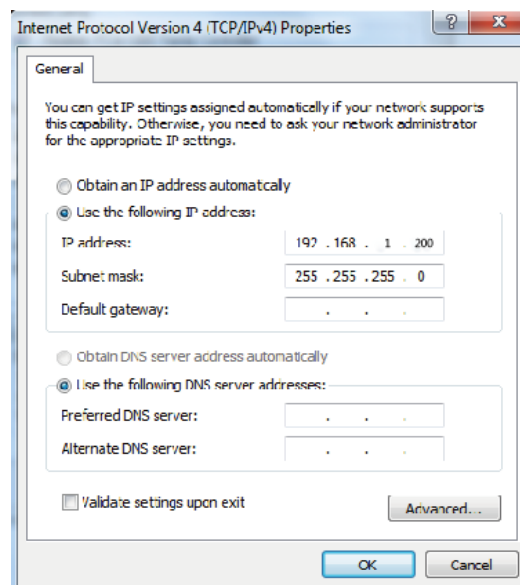 Internet Protocol Version 4 (TCP/IPv4) Properties
General
You can get IP settings assigned automatically if your network supports
this capability. Otherwise, you need to ask your network administrator
for the appropriate IP settings.
Obtain an IP address automatically
Use the following IP address:
IP address: 192 . 168 . 1 . 200
Subnet mask: 255 . 255 . 255 . 0
Default gateway: . . .
Obtain DNS server address automatically
Use the following DNS server addresses:
Preferred DNS server: . . .
Alternate DNS server: . . .
Validate settings upon exit
Advanced...
OK Cancel